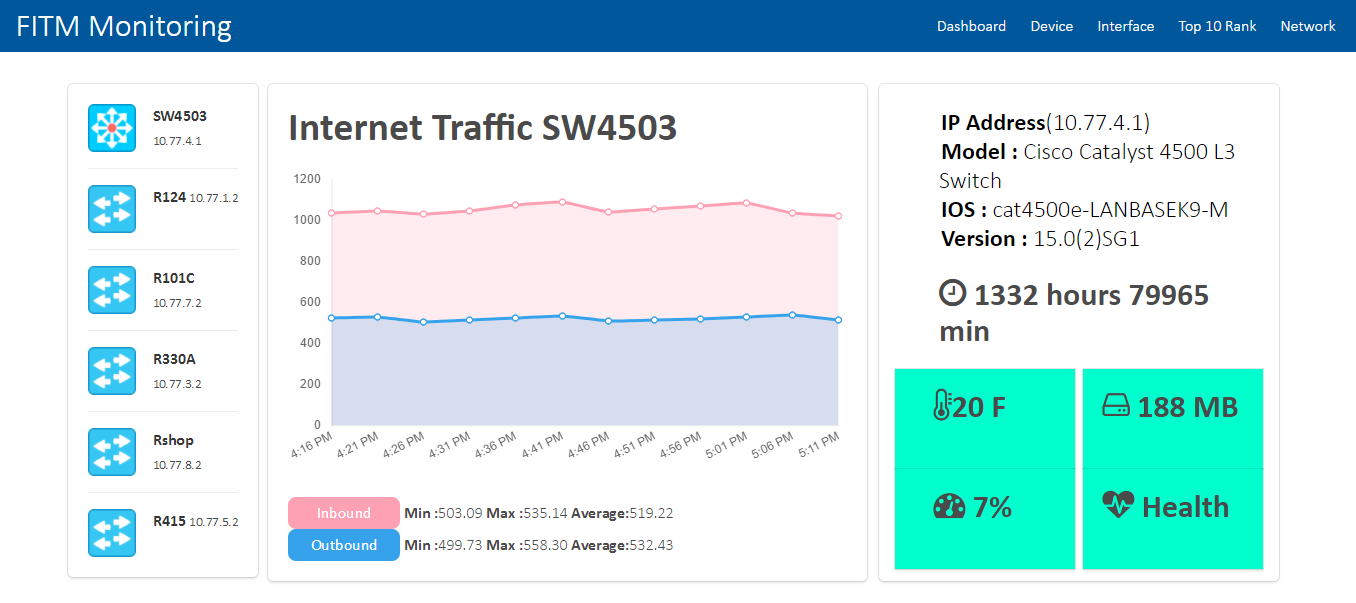 FITM Monitoring
Dashboard Device Interface Top 10 Rank Network
SW4503
10.77.4.1
R124 10.77.1.2
R101C
10.77.7.2
R330A
10.77.3.2
Rshop
10.77.8.2
R415 10.77.5.2
Internet Traffic SW4503
1200
1000
800
600
400
200
0
4:16 PM 4:21 PM 4:26 PM 4:31 PM 4:36 PM 4:41 PM 4:46 PM 4:51 PM 4:56 PM 5:01 PM 5:06 PM 5:11 PM
Inbound Min :503.09 Max :535.14 Average:519.22
Outbound Min :499.73 Max :558.30 Average:532.43
IP Address(10.77.4.1)
Model : Cisco Catalyst 4500 L3
Switch
IOS : cat4500e-LANBASEK9-M
Version : 15.0(2)SG1
1332 hours 79965
min
20 F
188 MB
7%
Health